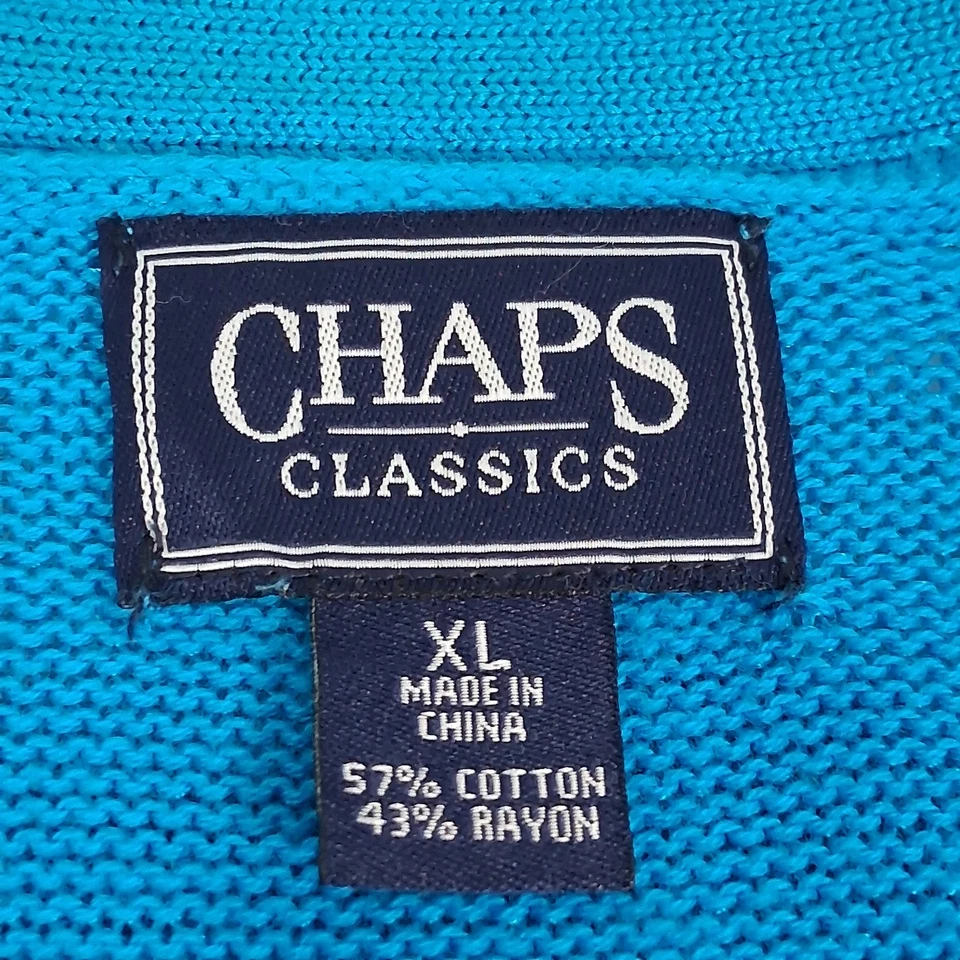 CHAPS
CLASSICS
XL
MADE IN
CHINA
57% COTTON
43% RAYON